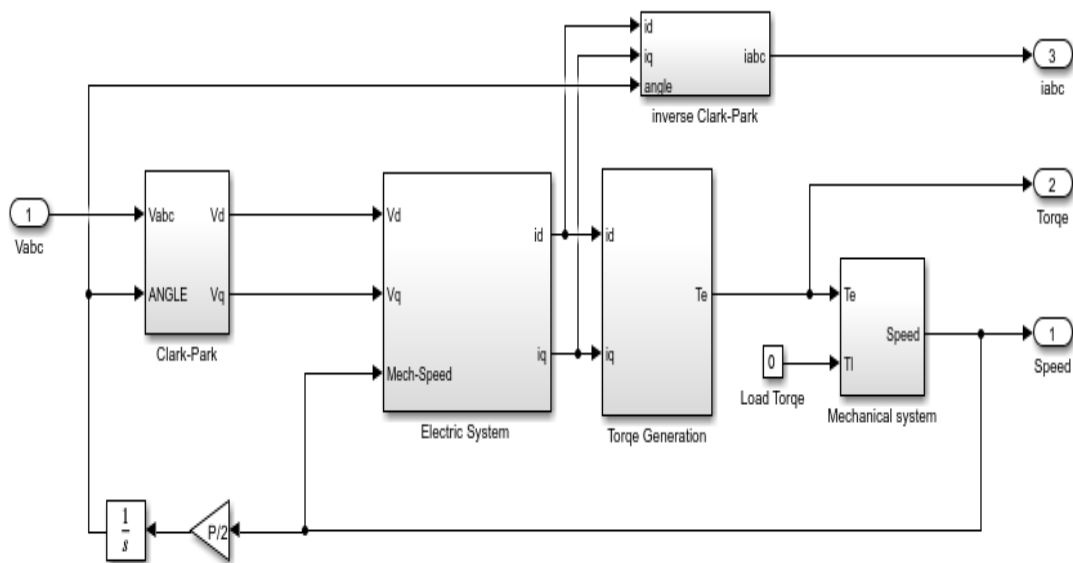 id
iq
angle
iabc
inverse Clark-Park
3
iabc
1
Vabc
Vabc
ANGLE
Vd
Vq
Clark-Park
Vd
Vq
Mech-Speed
id
iq
Electric System
id
iq
Te
Torqe Generation
2
Torqe
0
Load Torqe
Te
Tl
Speed
Mechanical system
1
Speed
1
s
P/2